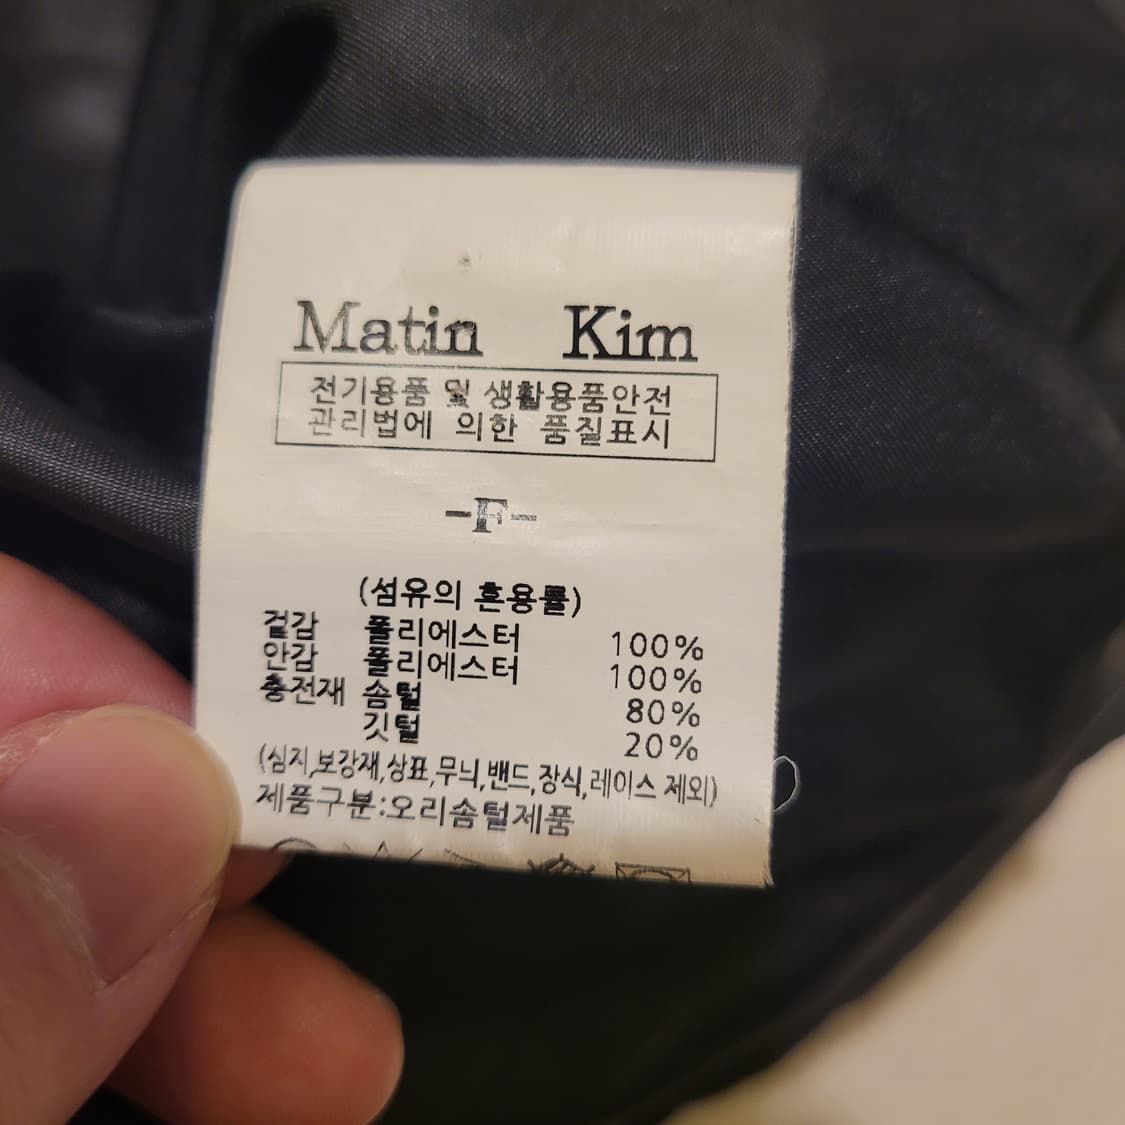 Matin Kim
전기용품 및 생활용품안전
관리법에 의한 품질표시
-F-
(섬유의 혼용률)
겉감 폴리에스터 100%
안감 폴리에스터 100%
충전재 솜털 80%
깃털 20%
(심지,보강재,상표,무늬,밴드,장식,레이스 제외)
제품구분:오리솜털제품